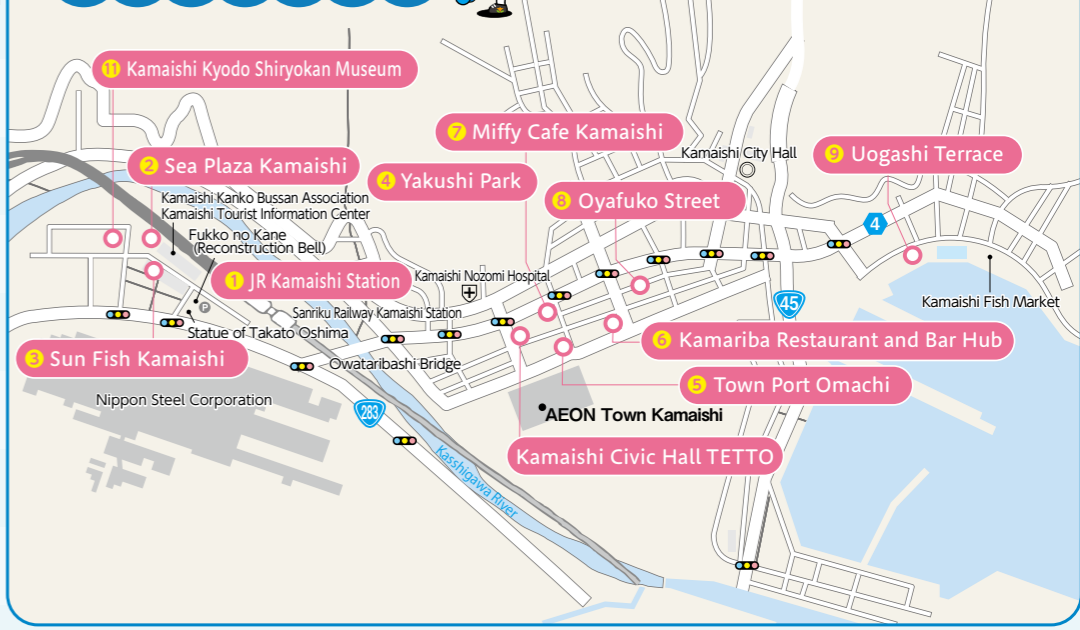 ⑪ Kamaishi Kyodo Shiryokan Museum
⑦ Miffy Cafe Kamaishi
Kamaishi City Hall
⑨ Uogashi Terrace
② Sea Plaza Kamaishi
④ Yakushi Park
⑧ Oyafuko Street
Kamaishi Kanko Bussan Association
Kamaishi Tourist Information Center
Fukko no Kane
(Reconstruction Bell)
4
① JR Kamaishi Station
Kamaishi Nozomi Hospital
P
45
Kamaishi Fish Market
Sanriku Railway Kamaishi Station
Statue of Takato Oshima
③ Sun Fish Kamaishi
Owataribashi Bridge
⑥ Kamariba Restaurant and Bar Hub
⑤ Town Port Omachi
Nippon Steel Corporation
283
AEON Town Kamaishi
Kamaishi Civic Hall TETTO
Kasshigawa River